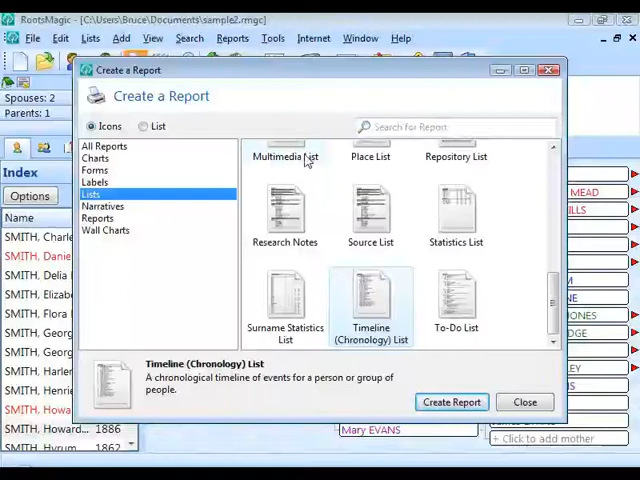 RootsMagic - [C:\Users\Bruce\Documents\sample2.rmgc]
File Edit Lists Add View Search Reports Tools Internet Window Help
Create a Report
Spouses: 2
Parents: 1
Create a Report
Icons List
Search for Report
Index
Options
Name
All Reports
Charts
Forms
Labels
Lists
Narratives
Reports
Wall Charts
Multimedia List
Place List
Repository List
Research Notes
Source List
Statistics List
Surname Statistics
List
Timeline
(Chronology) List
To-Do List
Timeline (Chronology) List
A chronological timeline of events for a person or group of
people.
Create Report
Close
SMITH, Charle
SMITH, Danie
SMITH, Delia
SMITH, Elizab
SMITH, Flora
SMITH, Georg
SMITH, Georg
SMITH, Harle
SMITH, Henrie
SMITH, Howa
SMITH, Howard... 1886
SMITH, Hyrum 1862
MEAD
Mary EVANS
+ Click to add mother